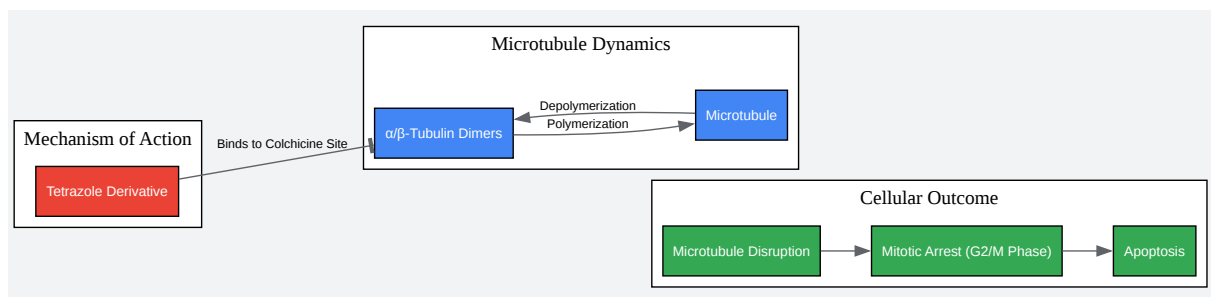 Microtubule Dynamics
Depolymerization
Polymerization
α/β-Tubulin Dimers
Microtubule
Mechanism of Action
Binds to Colchicine Site
Tetrazole Derivative
Cellular Outcome
Microtubule Disruption
Mitotic Arrest (G2/M Phase)
Apoptosis